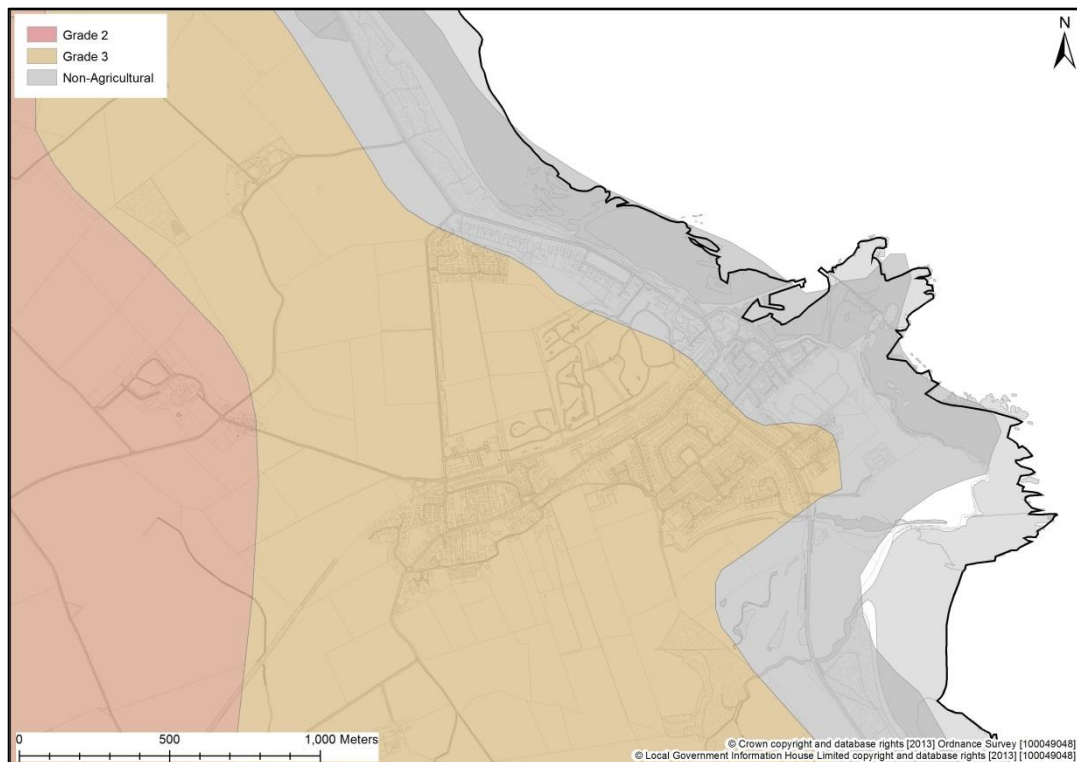 Grade 2
Grade 3
Non-Agricultural
N
0 500 1,000 Meters
© Crown copyright and database rights [2013] Ordnance Survey [100049048]
© Local Government Information House Limited copyright and database rights [2013] [100049048]